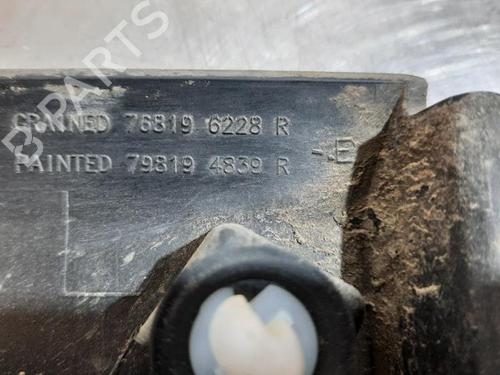 GRAINED 76819 6228 R
PAINTED 79819 4839 R
-.E